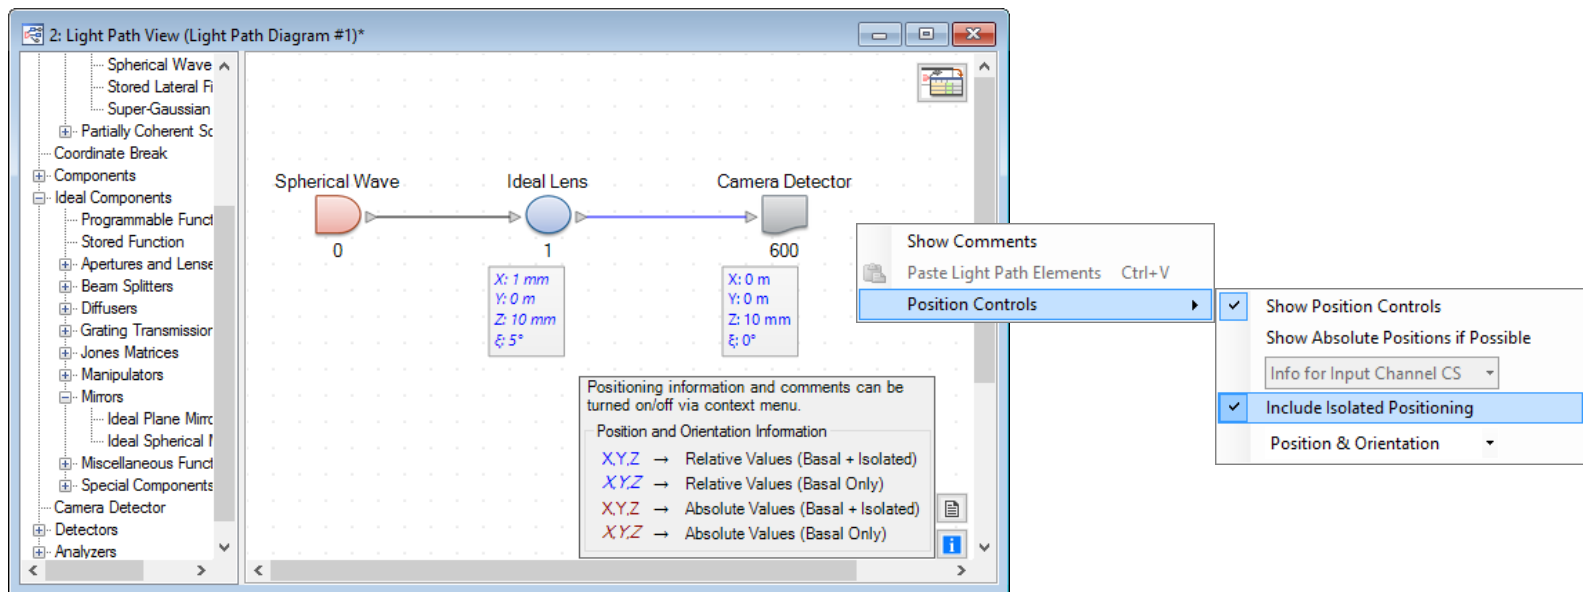 2: Light Path View (Light Path Diagram #1)*
Spherical Wave
Stored Lateral Fi
Super-Gaussian
Partially Coherent Sc
Coordinate Break
Components
Ideal Components
Programmable Funct
Stored Function
Apertures and Lense
Beam Splitters
Diffusers
Grating Transmission
Jones Matrices
Manipulators
Mirrors
Ideal Plane Mirro
Ideal Spherical M
Miscellaneous Funct
Special Components
Camera Detector
Detectors
Analyzers
Spherical Wave
Ideal Lens
Camera Detector
0
1
600
X: 1 mm
Y: 0 m
Z: 10 mm
ξ: 5°
X: 0 m
Y: 0 m
Z: 10 mm
ξ: 0°
Positioning information and comments can be
turned on/off via context menu.
Position and Orientation Information
X,Y,Z → Relative Values (Basal + Isolated)
X,Y,Z → Relative Values (Basal Only)
X,Y,Z → Absolute Values (Basal + Isolated)
X,Y,Z → Absolute Values (Basal Only)
Show Comments
Paste Light Path Elements Ctrl+V
Position Controls
Show Position Controls
Show Absolute Positions if Possible
Info for Input Channel CS
Include Isolated Positioning
Position & Orientation